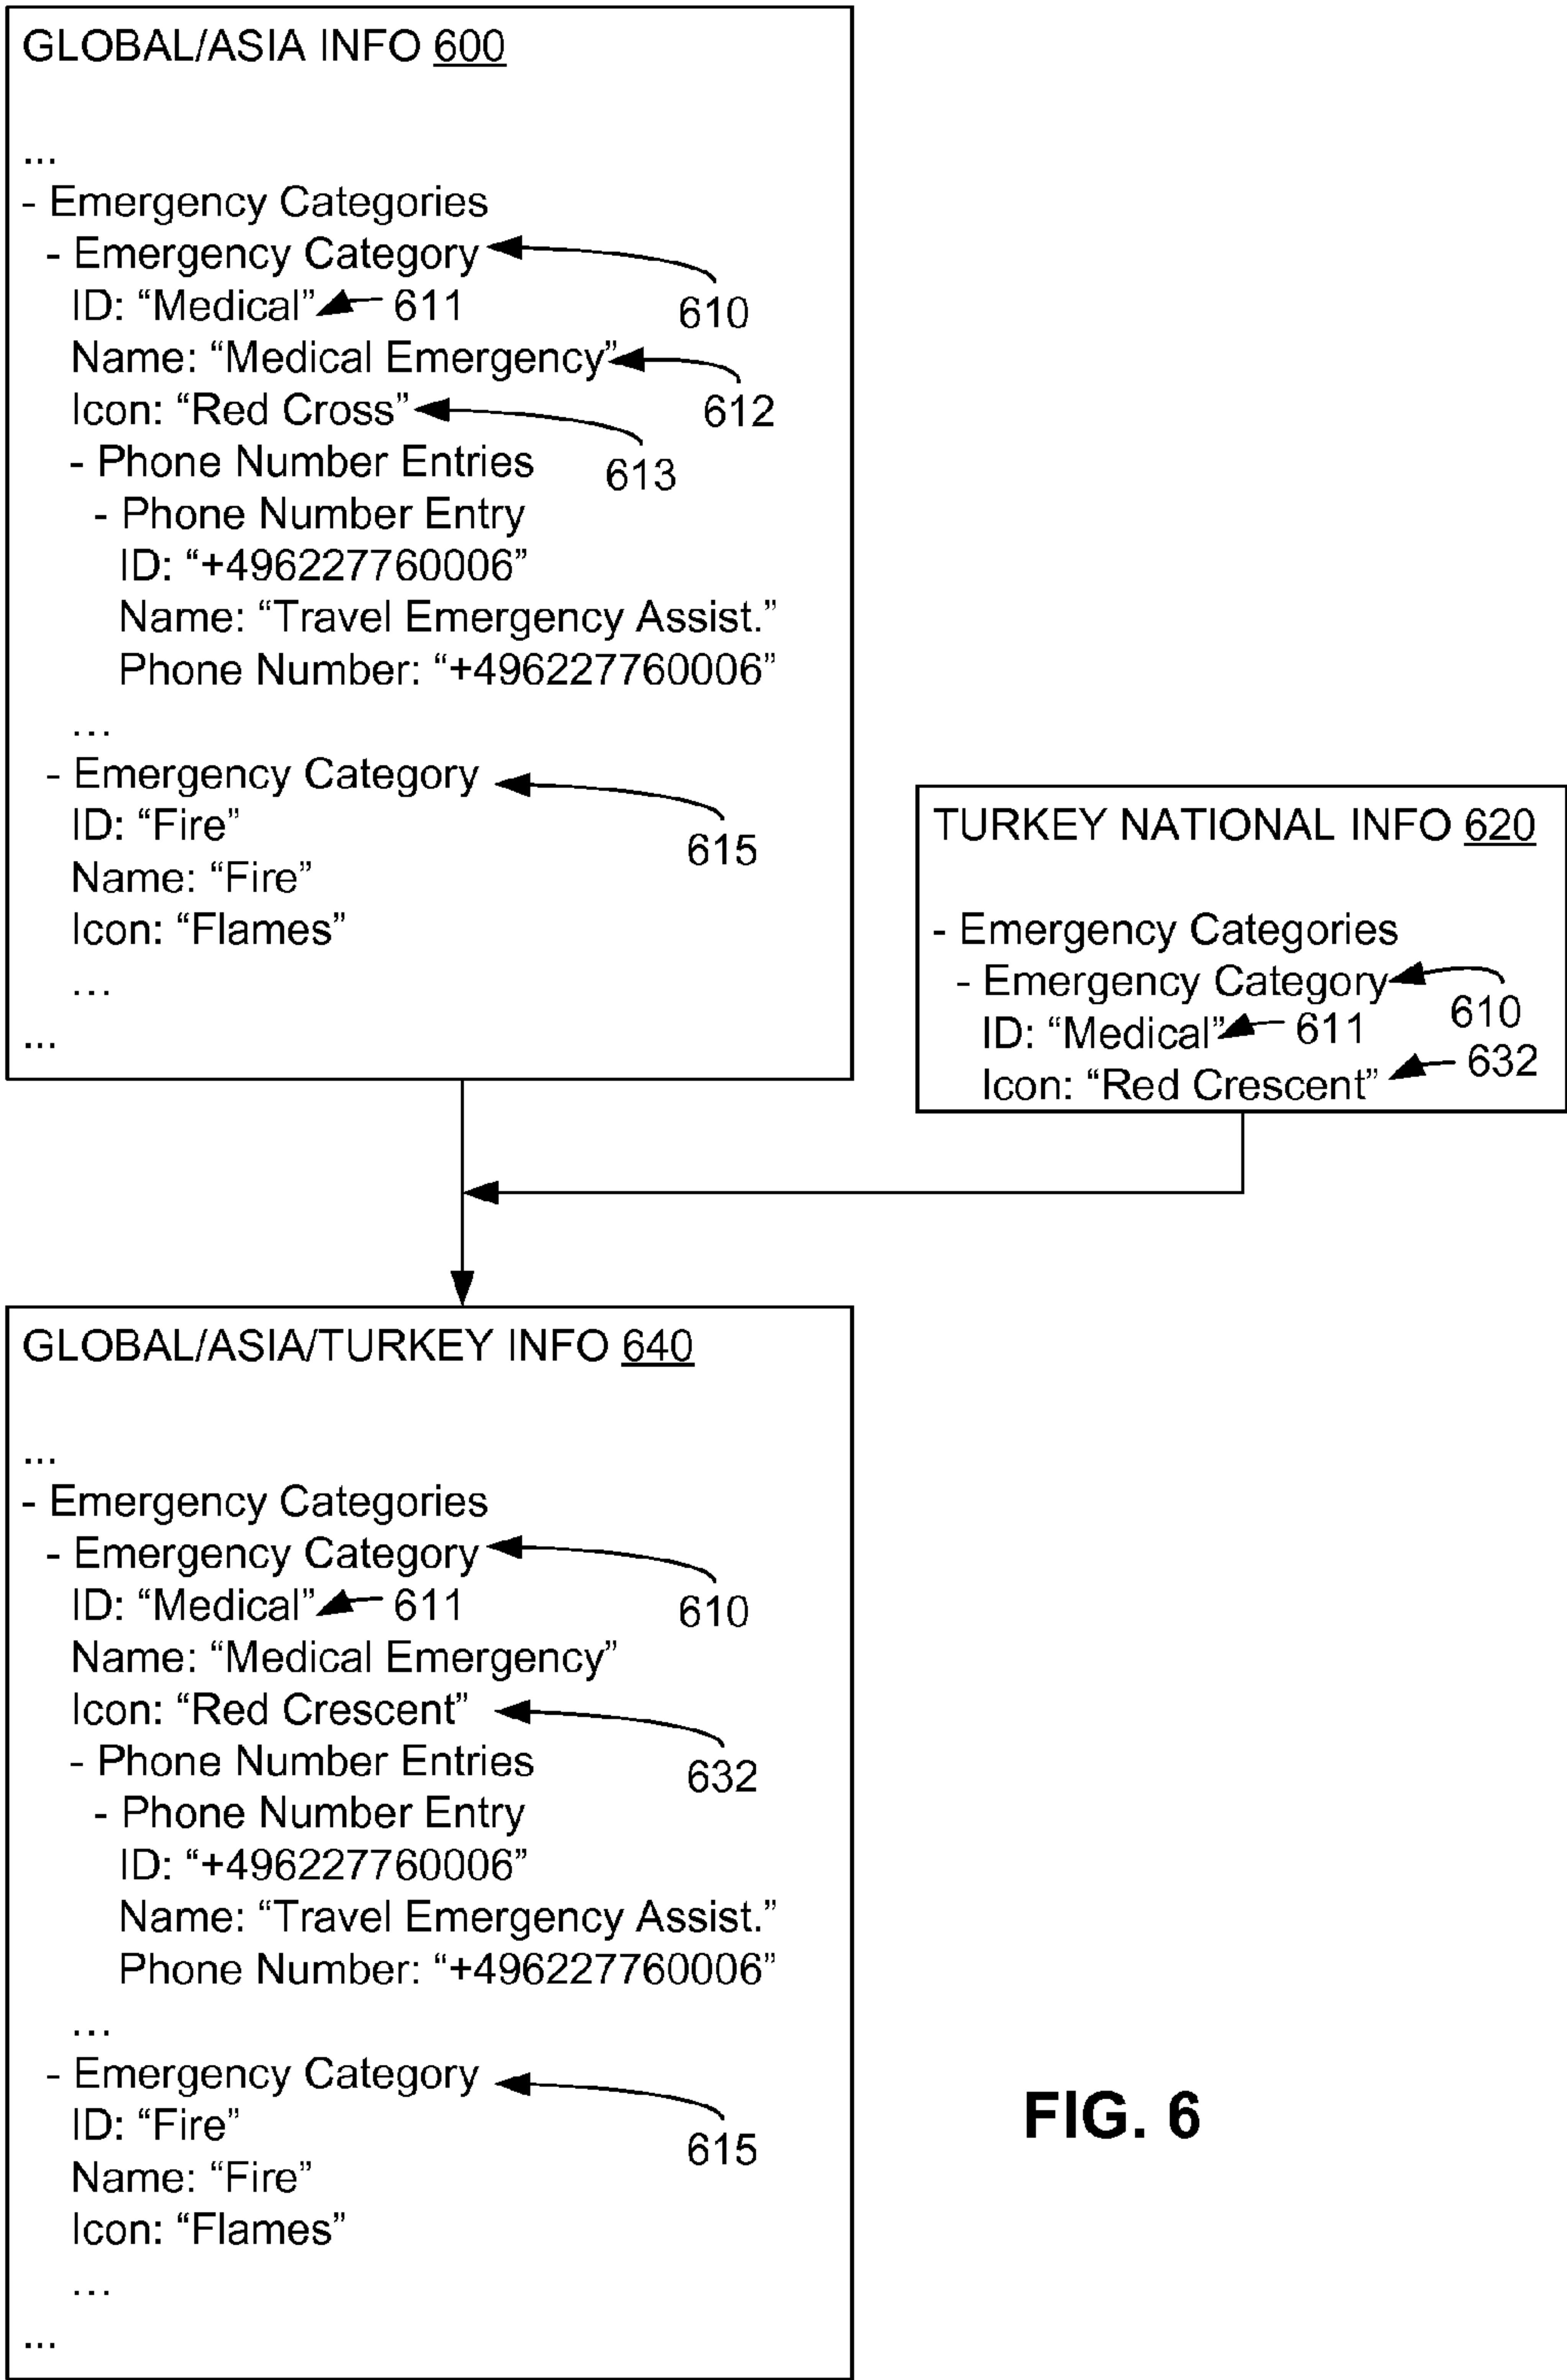 GLOBAL/ASIA INFO 600
...
- Emergency Categories
- Emergency Category
610
ID: “Medical” 611
Name: “Medical Emergency”
612
Icon: “Red Cross”
613
- Phone Number Entries
- Phone Number Entry
ID: “+496227760006”
Name: “Travel Emergency Assist.”
Phone Number: “+496227760006”
...
- Emergency Category
615
ID: “Fire”
Name: “Fire”
Icon: “Flames”
...
...
TURKEY NATIONAL INFO 620
- Emergency Categories
- Emergency Category
610
ID: “Medical” 611
Icon: “Red Crescent” 632
GLOBAL/ASIA/TURKEY INFO 640
...
- Emergency Categories
- Emergency Category
610
ID: “Medical” 611
Name: “Medical Emergency”
Icon: “Red Crescent”
632
- Phone Number Entries
- Phone Number Entry
ID: “+496227760006”
Name: “Travel Emergency Assist.”
Phone Number: “+496227760006”
...
- Emergency Category
615
ID: “Fire”
Name: “Fire”
Icon: “Flames”
...
...
FIG. 6